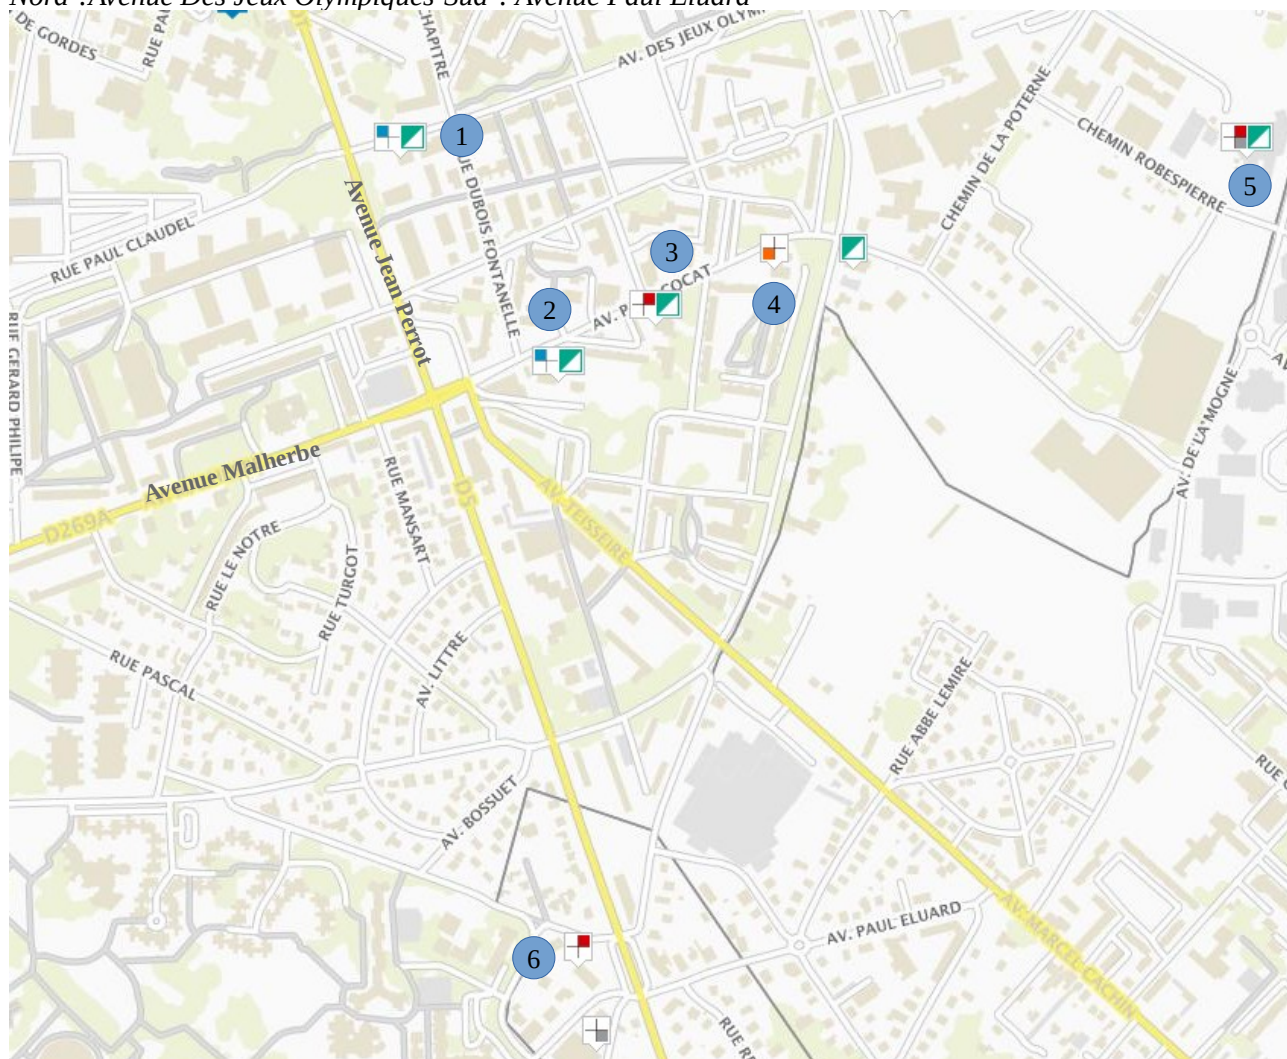 Nord :Avenue Des Jeux Olympiques Sud : Avenue Paul Eluard
DE GORDES
RUE PA
CHAPITRE
AV. DES JEUX OLYM
1
CHEMIN DE LA POTERNE
CHEMIN ROBESPIERRE
5
RUE PAUL CLAUDEL
Avenue Jean Perrot
UE DUBOIS FONTANELLE
3
COCAT
AV. P
2
4
RUE GERARD PHILIPE
AV. DE LA MOGNE
Avenue Malherbe
D269A
RUE MANSART
D5
AV. TEISSEIRE
RUE LE NOTRE
RUE TURGOT
AV. LITTRE
RUE PASCAL
RUE ABBE LEMIRE
RUE
AV. BOSSUET
AV. PAUL ELUARD
AV. MARCEL CACHIN
6
RUE